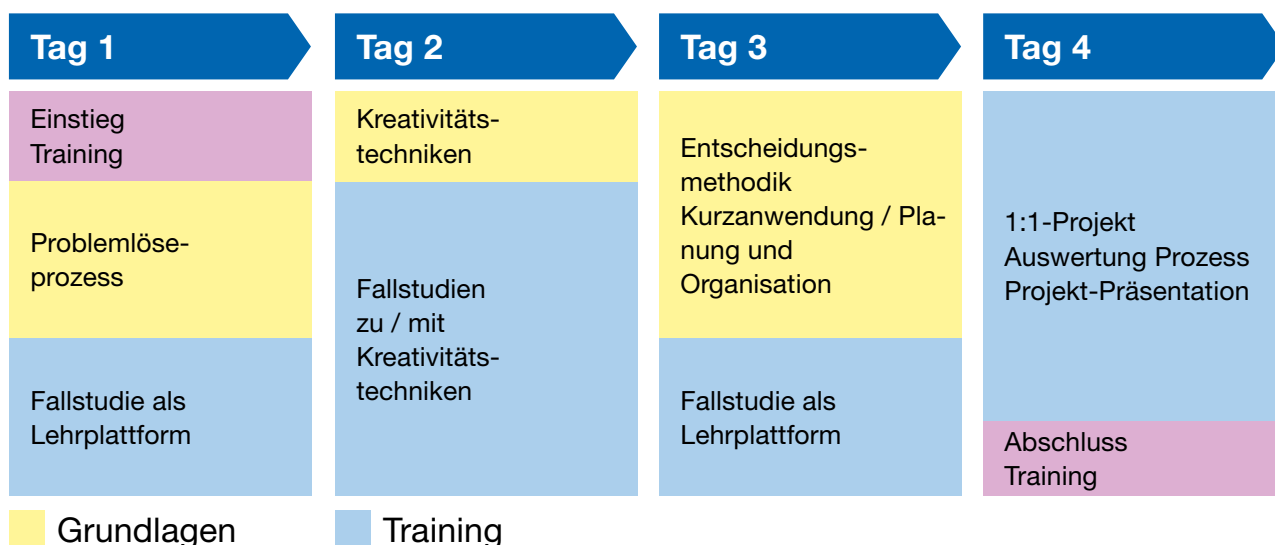 Tag 1
Einstieg
Training
Problemlöse-
prozess
Fallstudie als
Lehrplattform
Tag 2
Kreativitäts-
techniken
Fallstudien
zu / mit
Kreativitäts-
techniken
Tag 3
Entscheidungs-
methodik
Kurzanwendung / Pla-
nung und
Organisation
Fallstudie als
Lehrplattform
Tag 4
1:1-Projekt
Auswertung Prozess
Projekt-Präsentation
Abschluss
Training
Grundlagen
Training